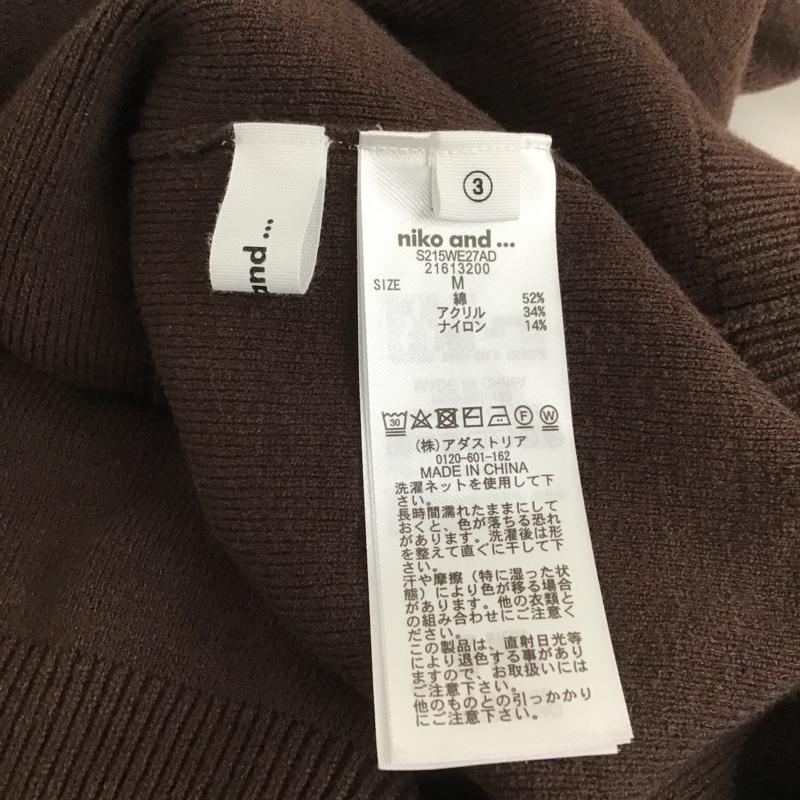 and ...
③
niko and ...
S215WE27AD
21613200
SIZE M
綿 52%
アクリル 34%
ナイロン 14%
30 F W
(株)アダストリア
0120-601-162
MADE IN CHINA
洗濯ネットを使用して下
さい。
長時間濡れたままにして
おくと、色が落ちる恐れ
があります。洗濯後は形
を整えて直ぐに干して下
さい。
汗や摩擦(特に湿った状
態)により色が移る場合
があります。他の衣類と
の組み合わせにご注意く
ださい。
この製品は、直射日光等
により退色する事があり
ますので、お取扱いには
ご注意下さい。
他のものとの引っかかり
にご注意下さい。